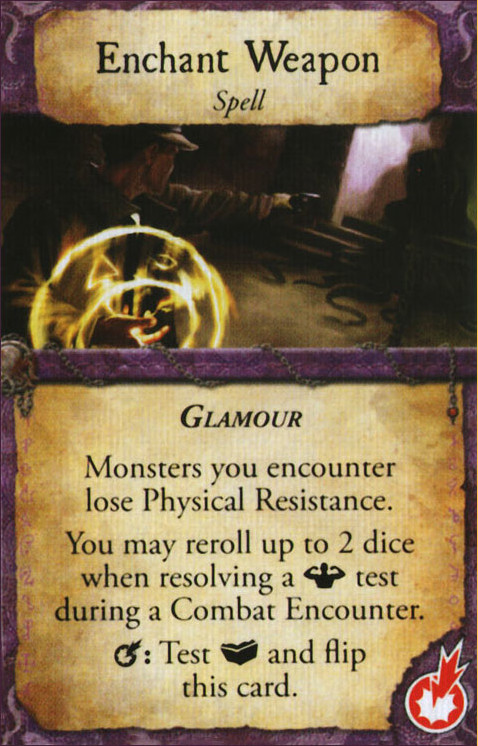 Enchant Weapon
Spell
GLAMOUR
Monsters you encounter
lose Physical Resistance.
You may reroll up to 2 dice
when resolving a test
during a Combat Encounter.
: Test and flip
this card.